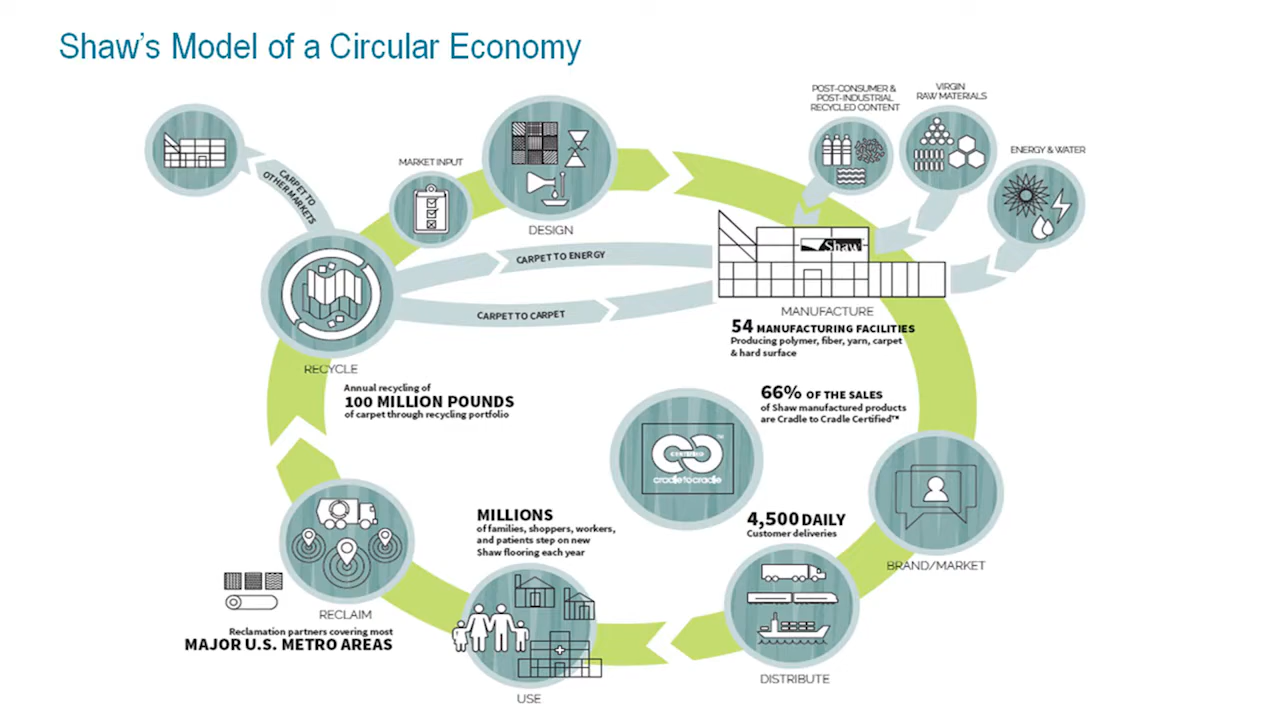 Shaw's Model of a Circular Economy
POST-CONSUMER &
POST-INDUSTRIAL
RECYCLED CONTENT
VIRGIN
RAW MATERIALS
ENERGY & WATER
MARKET INPUT
CARPET TO
OTHER MARKETS
DESIGN
Shaw
CARPET TO ENERGY
CARPET TO CARPET
MANUFACTURE
54 MANUFACTURING FACILITIES
Producing polymer, fiber, yarn, carpet
& hard surface
RECYCLE
Annual recycling of
100 MILLION POUNDS
of carpet through recycling portfolio
66% OF THE SALES
of Shaw manufactured products
are Cradle to Cradle Certified™
CERTIFIED
TM
cradletocradle
MILLIONS
of families, shoppers, workers,
and patients step on new
Shaw flooring each year
4,500 DAILY
Customer deliveries
BRAND/MARKET
RECLAIM
Reclamation partners covering most
MAJOR U.S. METRO AREAS
DISTRIBUTE
USE